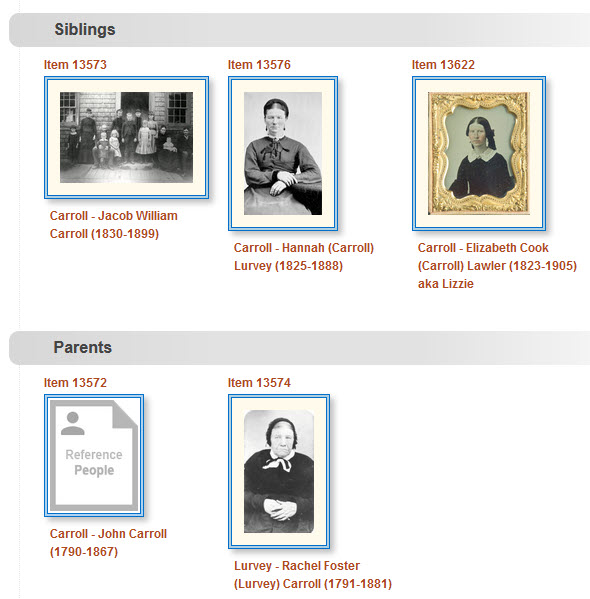 Siblings
Item 13573
Item 13576
Item 13622
Carroll - Jacob William
Carroll (1830-1899)
Carroll - Hannah (Carroll)
Lurvey (1825-1888)
Carroll - Elizabeth Cook
(Carroll) Lawler (1823-1905)
aka Lizzie
Parents
Item 13572
Item 13574
Reference
People
Carroll - John Carroll
(1790-1867)
Lurvey - Rachel Foster
(Lurvey) Carroll (1791-1881)